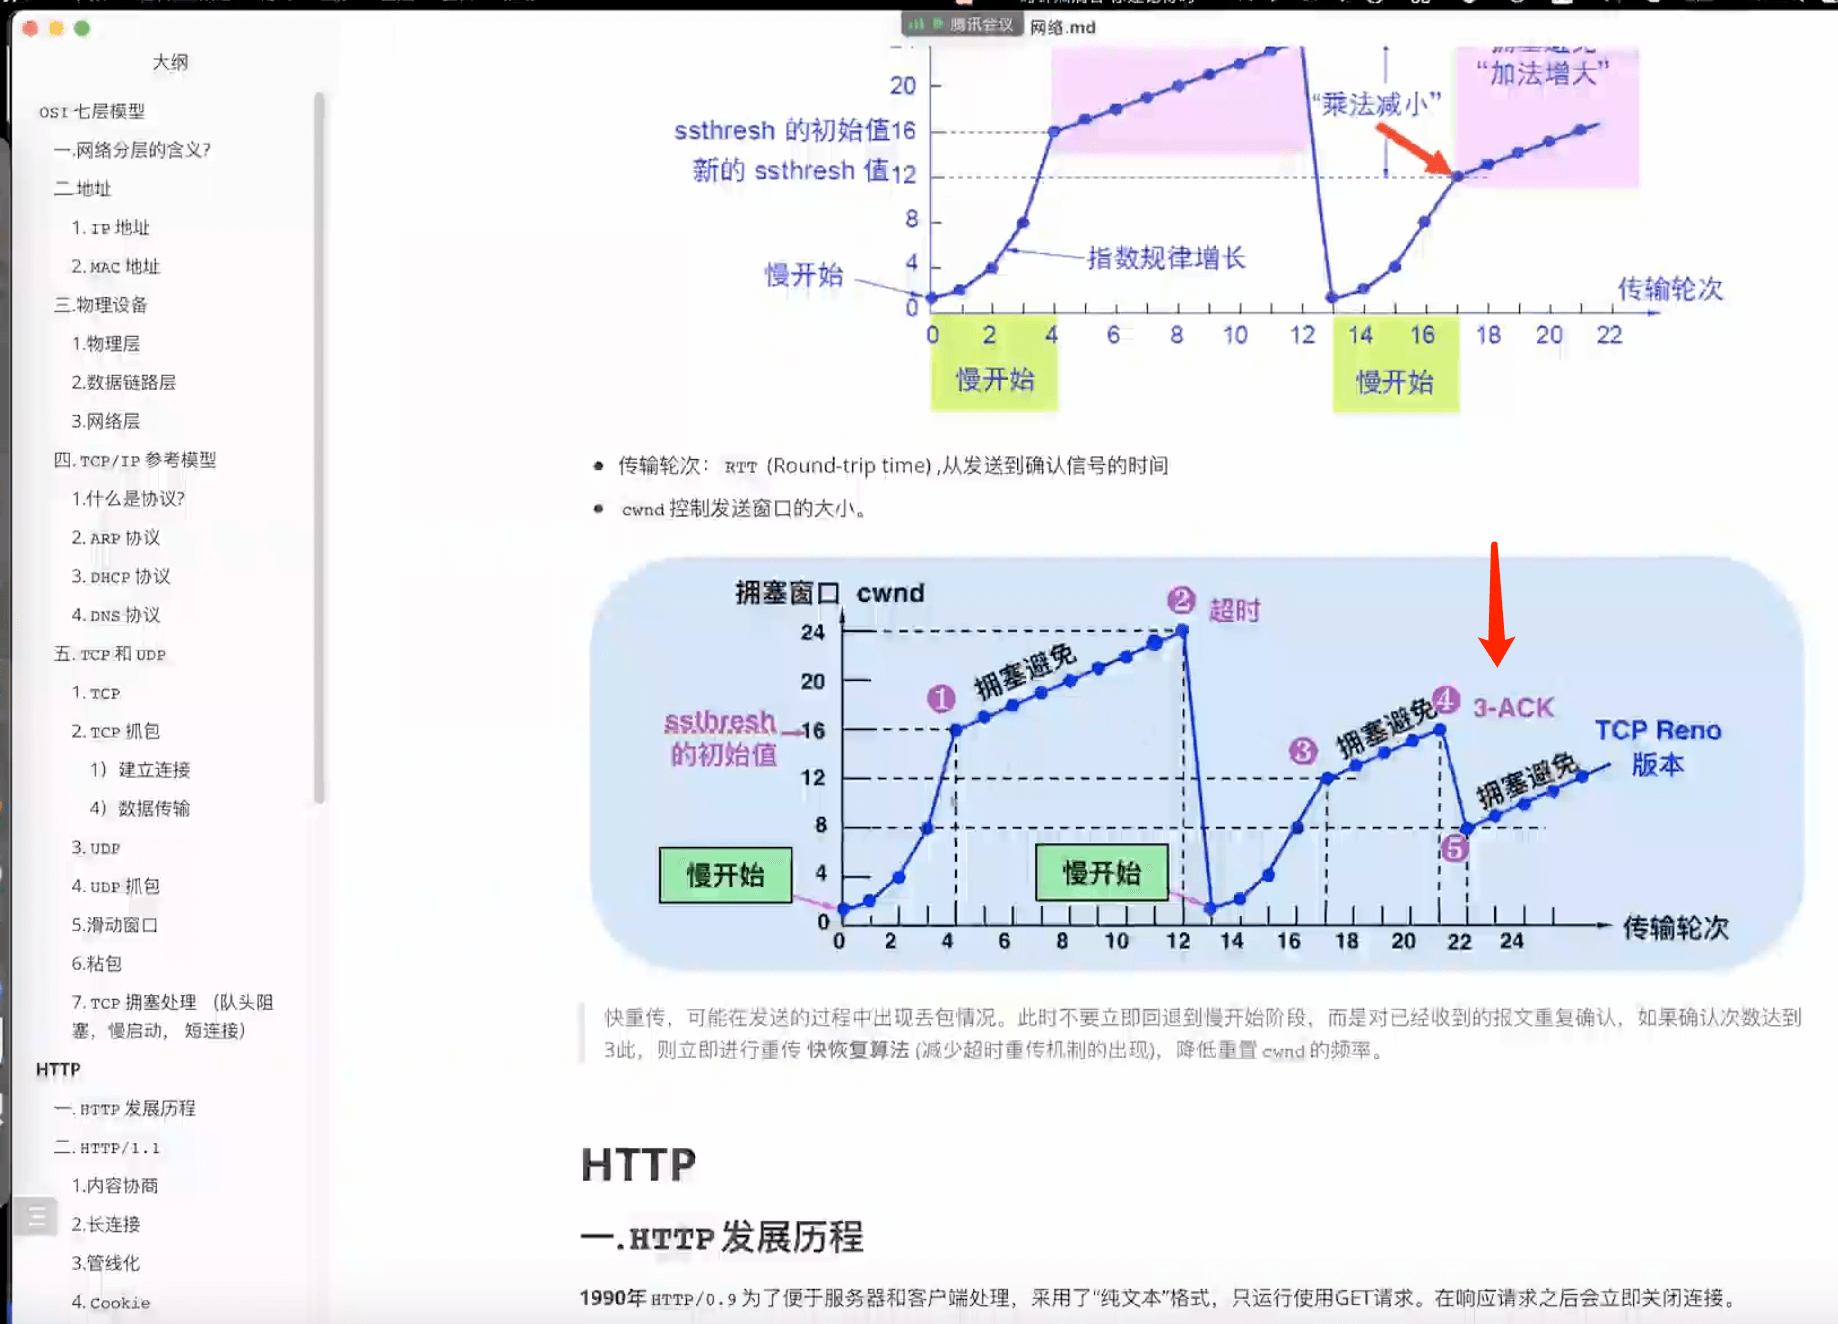 腾讯会议 网络.md
大纲
OSI 七层模型
一.网络分层的含义?
二.地址
1. IP 地址
2. MAC 地址
三.物理设备
1.物理层
2.数据链路层
3.网络层
四. TCP/IP 参考模型
1.什么是协议?
2. ARP 协议
3. DHCP 协议
4. DNS 协议
五. TCP 和 UDP
1. TCP
2. TCP 抓包
1）建立连接
4）数据传输
3. UDP
4. UDP 抓包
5.滑动窗口
6.粘包
7. TCP 拥塞处理 （队头阻
塞，慢启动， 短连接）
HTTP
一. HTTP 发展历程
二. HTTP/1.1
1.内容协商
2.长连接
3.管线化
4. Cookie
拥塞避免
“加法增大”
“乘法减小”
20
ssthresh 的初始值16
新的 ssthresh 值12
8
4
0
慢开始
指数规律增长
传输轮次
0 2 4 6 8 10 12 14 16 18 20 22
慢开始 慢开始
传输轮次： RTT (Round-trip time) ,从发送到确认信号的时间
cwnd 控制发送窗口的大小。
拥塞窗口 cwnd
❷ 超时
24
20
16
12
8
4
0
ssthresh
的初始值
❶
拥塞避免
❸
拥塞避免
❹ 3-ACK
拥塞避免
❺
TCP Reno
版本
慢开始 慢开始
0 2 4 6 8 10 12 14 16 18 20 22 24
传输轮次
快重传，可能在发送的过程中出现丢包情况。此时不要立即回退到慢开始阶段，而是对已经收到的报文重复确认，如果确认次数达到
3此，则立即进行重传 快恢复算法 (减少超时重传机制的出现)，降低重置 cwnd 的频率。
HTTP
一.HTTP 发展历程
1990年 HTTP/0.9 为了便于服务器和客户端处理，采用了“纯文本”格式，只运行使用GET请求。在响应请求之后会立即关闭连接。